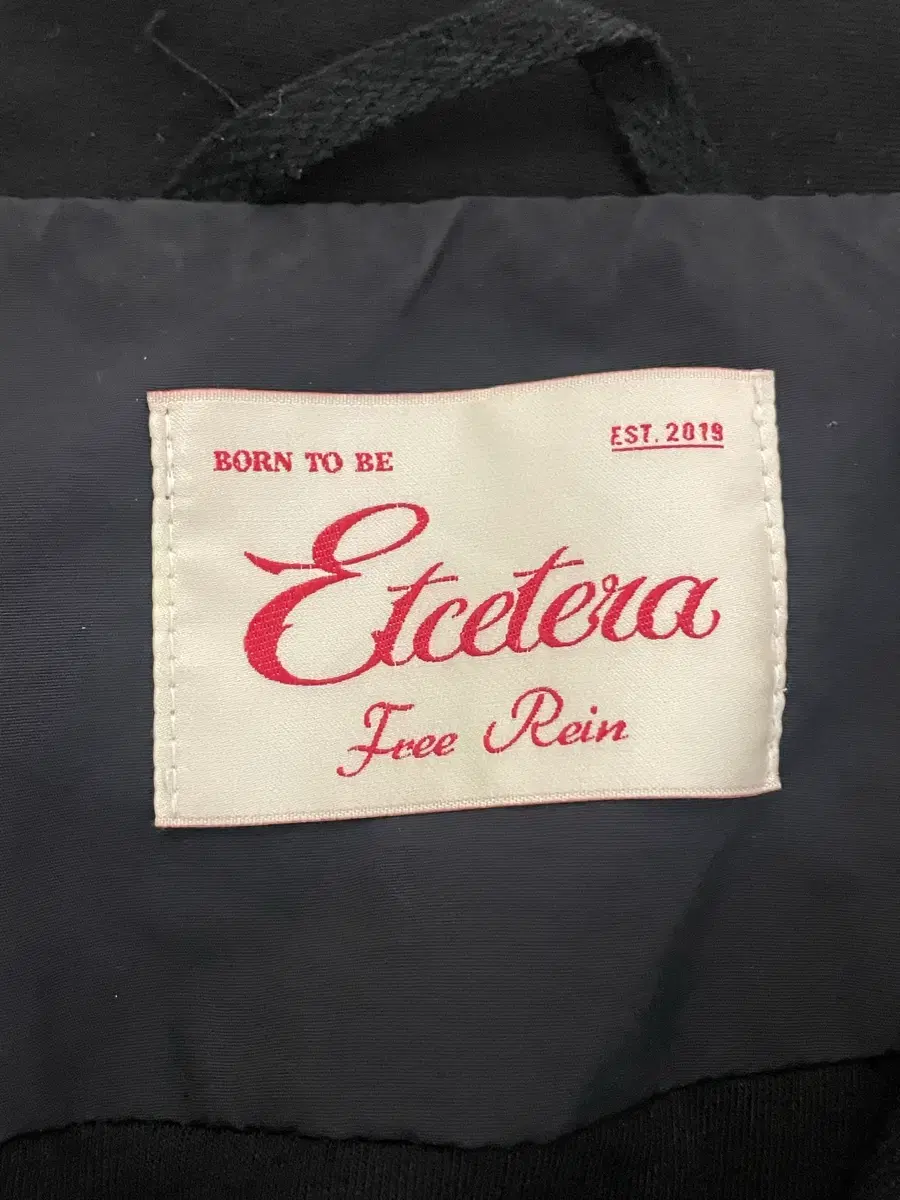 EST. 2019
BORN TO BE
Etcetera
Free Rein